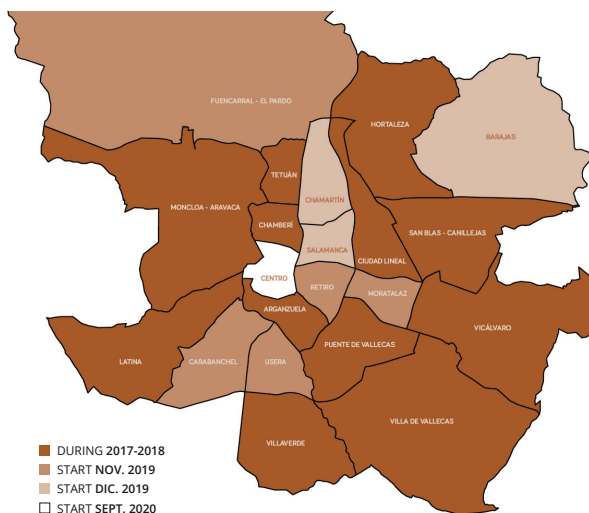 FUENCARRAL - EL PARDO
HORTALEZA
BARAJAS
TETUÁN
CHAMARTÍN
MONCLOA - ARAVACA
CHAMBERÍ
SAN BLAS - CANILLEJAS
SALAMANCA
CIUDAD LINEAL
CENTRO
RETIRO
MORATALAZ
ARGANZUELA
VICÁLVARO
PUENTE DE VALLECAS
LATINA
CARABANCHEL
USERA
VILLA DE VALLECAS
VILLAVERDE
DURING 2017-2018
START NOV. 2019
START DIC. 2019
START SEPT. 2020